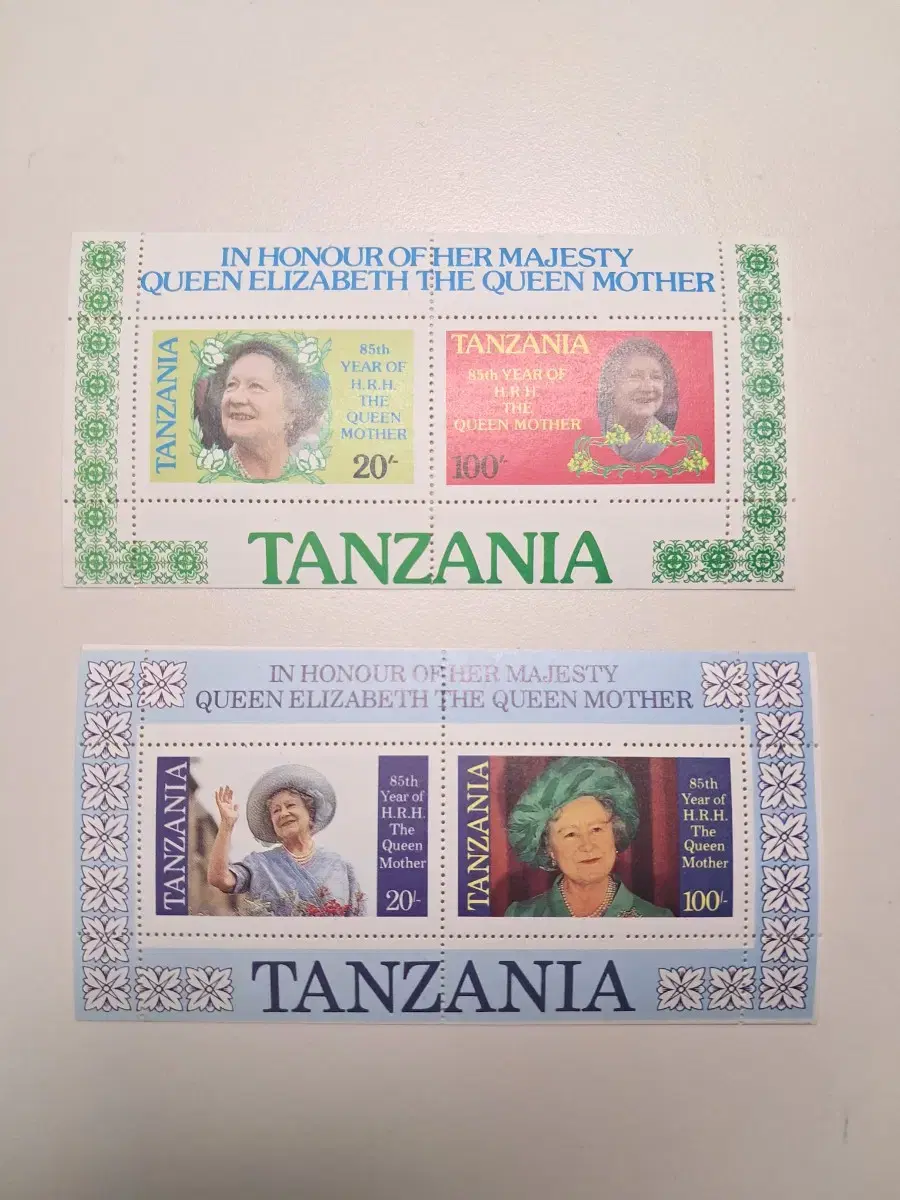 IN HONOUR OF HER MAJESTY
QUEEN ELIZABETH THE QUEEN MOTHER
TANZANIA
85th
YEAR OF
H.R.H.
THE
QUEEN
MOTHER
20/-
TANZANIA
85th YEAR OF
H.R.H.
THE
QUEEN MOTHER
100/-
TANZANIA
IN HONOUR OF HER MAJESTY
QUEEN ELIZABETH THE QUEEN MOTHER
TANZANIA
85th
Year of
H.R.H.
The
Queen
Mother
20/-
TANZANIA
85th
Year of
H.R.H.
The
Queen
Mother
100/-
TANZANIA